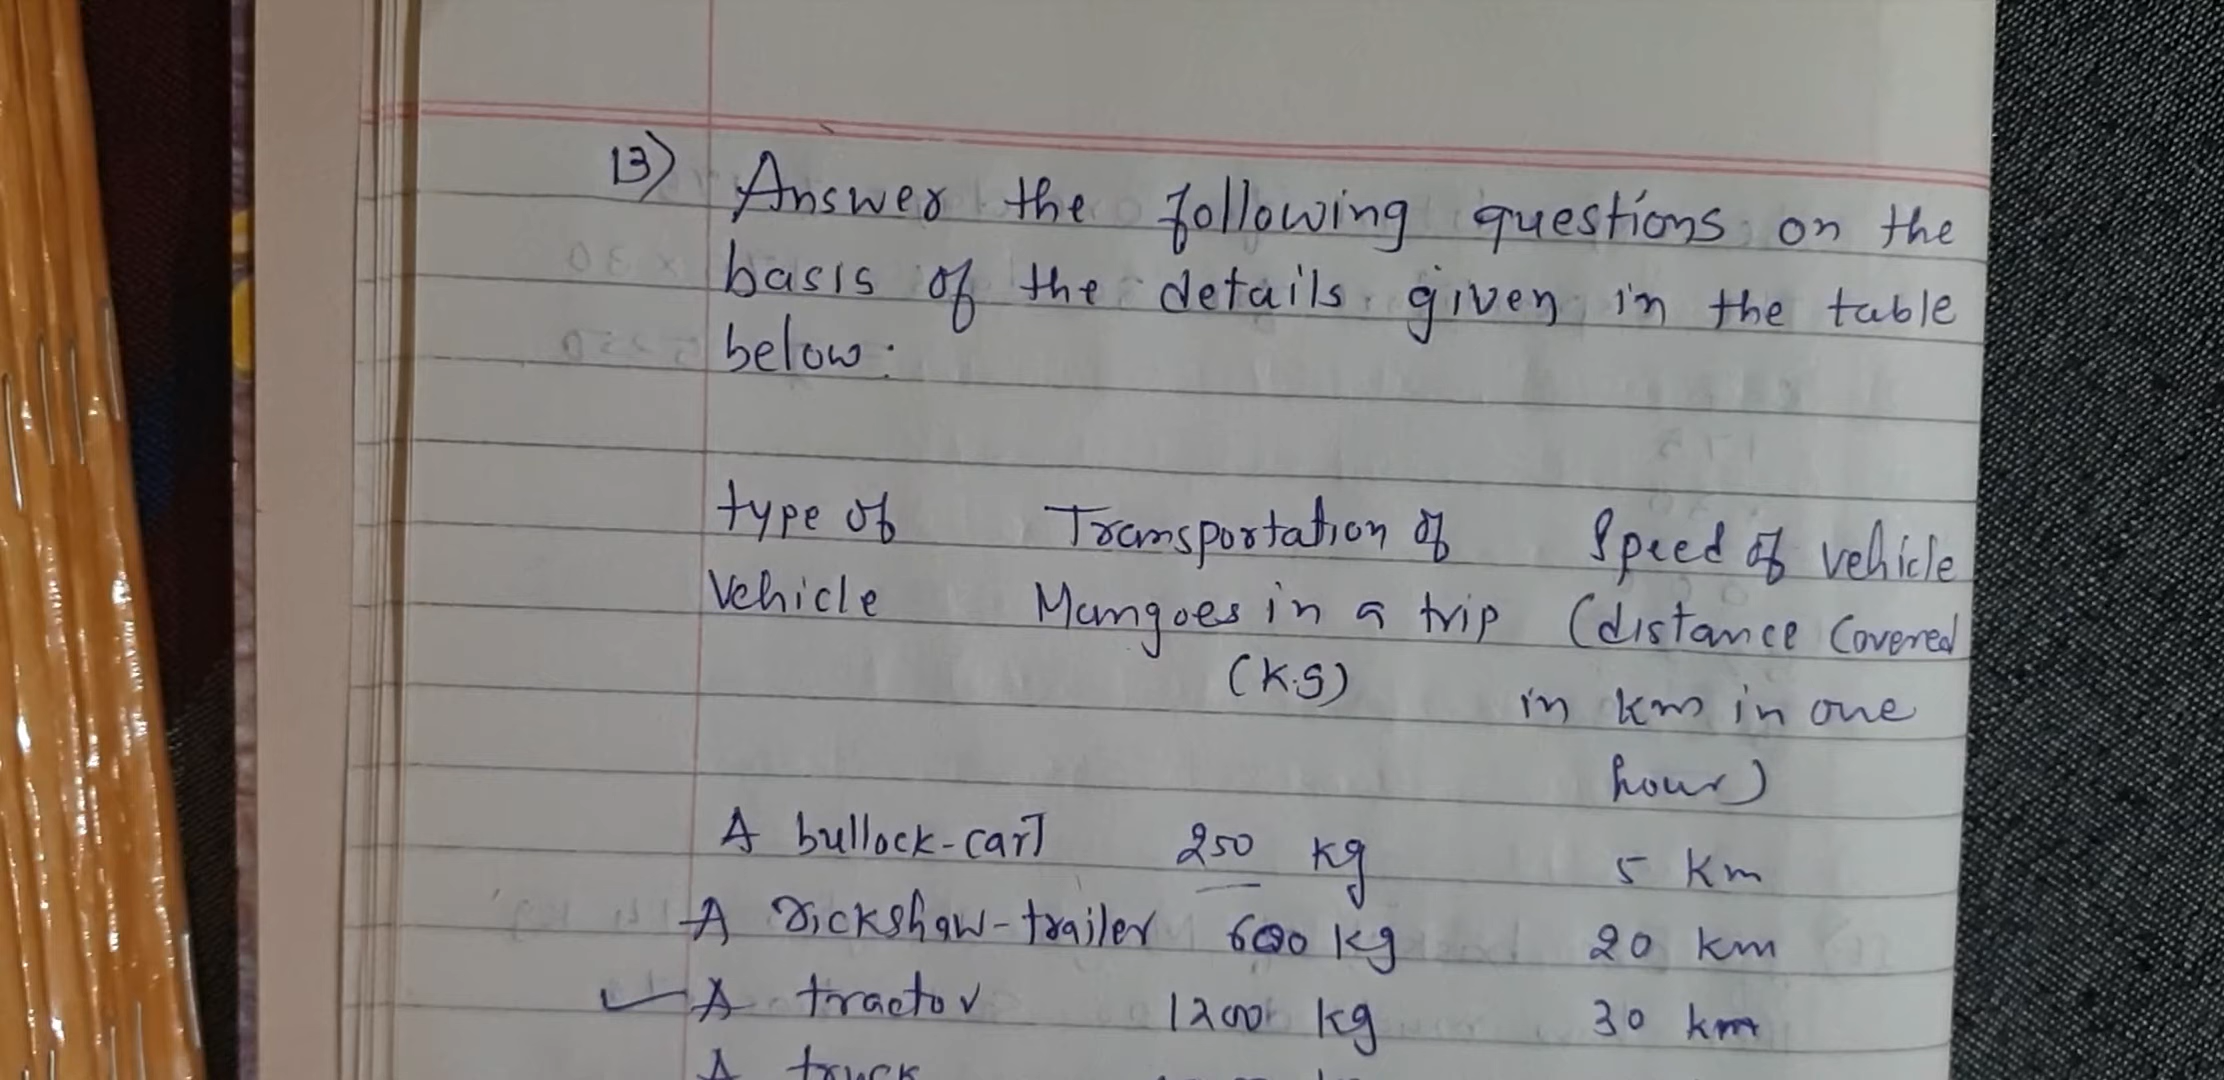 13) Answer the following questions on the
basis of the details given in the table
below:
type of Transportation of Speed of vehicle
Vehicle Mangoes in a trip (distance Covered
(K.g) in km in one
hour)
A bullock-cart 250 kg 5 Km
A rickshaw-trailer 600 kg 20 km
A tractor 1200 kg 30 km
A truck